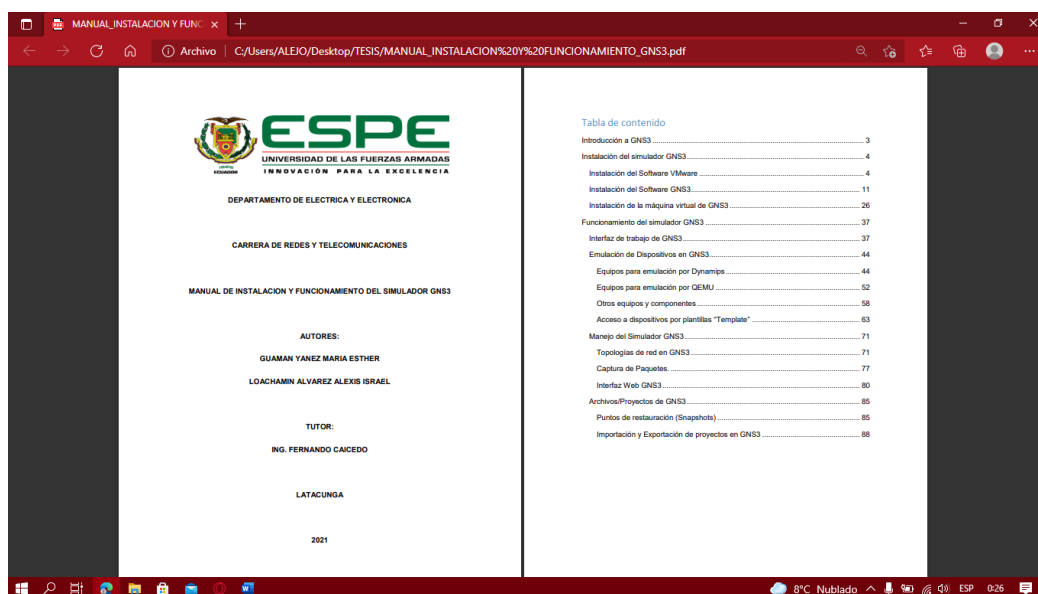 MANUAL_INSTALACION Y FUNC
Archivo C:/Users/ALEJO/Desktop/TESIS/MANUAL_INSTALACION%20Y%20FUNCIONAMIENTO_GNS3.pdf
ESPE
UNIVERSIDAD DE LAS FUERZAS ARMADAS
INNOVACIÓN PARA LA EXCELENCIA
ECUADOR
DEPARTAMENTO DE ELECTRICA Y ELECTRONICA
CARRERA DE REDES Y TELECOMUNICACIONES
MANUAL DE INSTALACION Y FUNCIONAMIENTO DEL SIMULADOR GNS3
AUTORES:
GUAMAN YANEZ MARIA ESTHER
LOACHAMIN ALVAREZ ALEXIS ISRAEL
TUTOR:
ING. FERNANDO CAICEDO
LATACUNGA
2021
Tabla de contenido
Introducción a GNS3 3
Instalación del simulador GNS3 4
Instalación del Software VMware 4
Instalación del Software GNS3 11
Instalación de la máquina virtual de GNS3 26
Funcionamiento del simulador GNS3 37
Interfaz de trabajo de GNS3 37
Emulación de Dispositivos en GNS3 44
Equipos para emulación por Dynamips 44
Equipos para emulación por QEMU 52
Otros equipos y componentes 58
Acceso a dispositivos por plantillas "Template" 63
Manejo del Simulador GNS3 71
Topologías de red en GNS3 71
Captura de Paquetes. 77
Interfaz Web GNS3 80
Archivos/Proyectos de GNS3 85
Puntos de restauración (Snapshots) 85
Importación y Exportación de proyectos en GNS3 88
8°C Nublado ESP 0:26